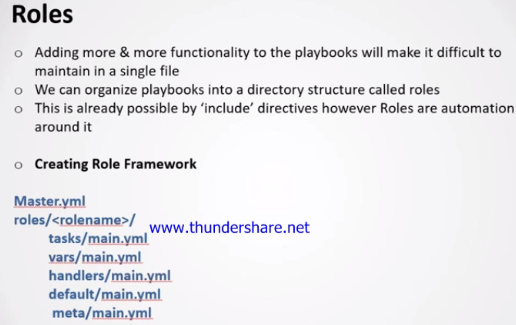 Roles
o Adding more & more functionality to the playbooks will make it difficult to
maintain in a single file
o We can organize playbooks into a directory structure called roles
o This is already possible by ‘include’ directives however Roles are automation
around it
o Creating Role Framework
Master.yml
roles/<rolename>/
www.thundershare.net
tasks/main.yml
vars/main.yml
handlers/main.yml
default/main.yml
meta/main.yml